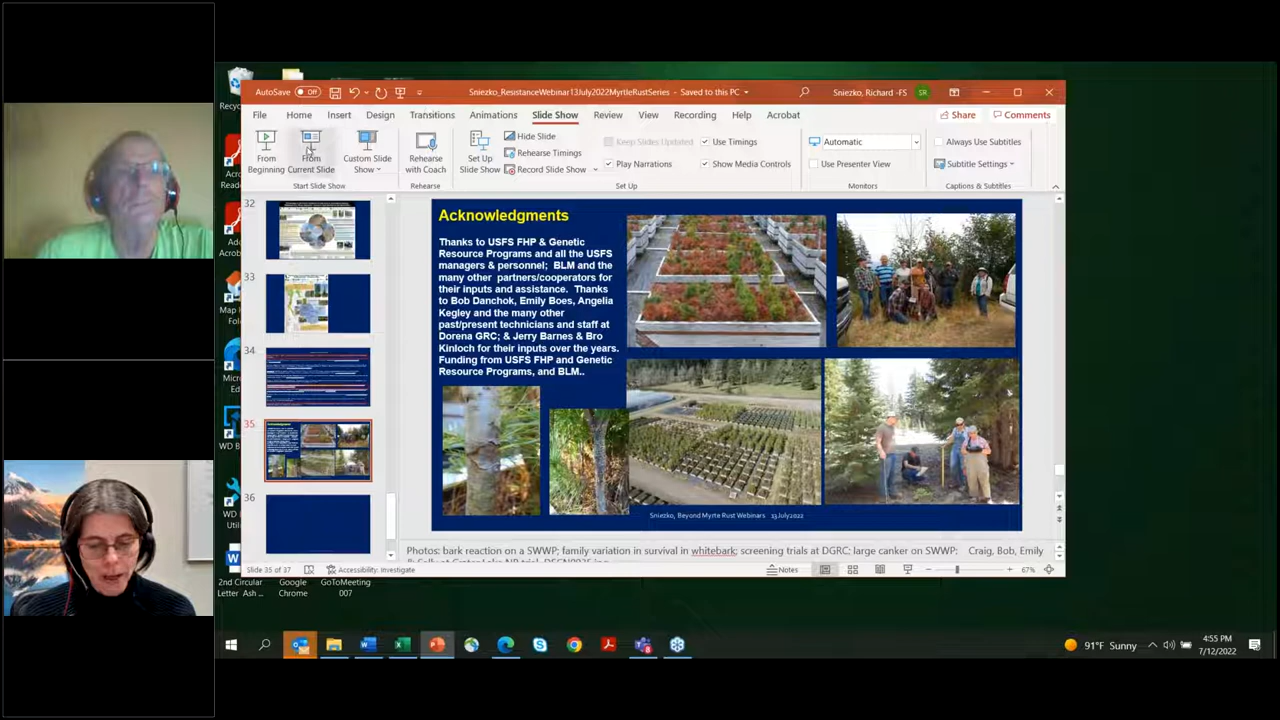 AutoSave Off
Sniezko_ResistanceWebinar13July2022MyrtleRustSeries - Saved to this PC
Sniezko, Richard -FS SR
File Home Insert Design Transitions Animations Slide Show Review View Recording Help Acrobat
Share Comments
From Beginning
From Current Slide
Custom Slide Show
Start Slide Show
Rehearse with Coach
Rehearse
Set Up Slide Show
Hide Slide
Rehearse Timings
Record Slide Show
Keep Slides Updated
Play Narrations
Use Timings
Show Media Controls
Set Up
Automatic
Use Presenter View
Monitors
Always Use Subtitles
Subtitle Settings
Captions & Subtitles
32
33
34
35
36
Acknowledgments
Thanks to USFS FHP & Genetic
Resource Programs and all the USFS
managers & personnel; BLM and the
many other partners/cooperators for
their inputs and assistance. Thanks
to Bob Danchok, Emily Boes, Angelia
Kegley and the many other
past/present technicians and staff at
Dorena GRC; & Jerry Barnes & Bro
Kinloch for their inputs over the years.
Funding from USFS FHP and Genetic
Resource Programs, and BLM..
Sniezko, Beyond Myrte Rust Webinars 13July2022
Photos: bark reaction on a SWWP; family variation in survival in whitebark; screening trials at DGRC; large canker on SWWP: Craig, Bob, Emily
Slide 35 of 37
Accessibility: Investigate
Notes
67%
2nd Circular
Letter Ash ...
Google
Chrome
GoToMeeting
007
91°F Sunny
4:55 PM
7/12/2022